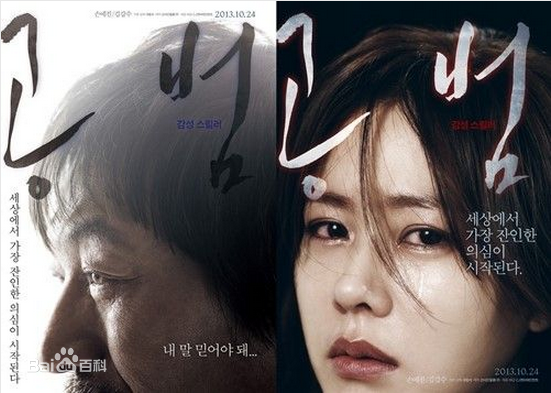 손예진/김갑수
2013.10.24
공범
감성 스릴러
세상에서 가장 잔인한 의심이 시작된다
내 말 믿어야 돼...
Bai du 百科
공범
감성 스릴러
세상에서
가장 잔인한
의심이
시작된다.
2013.10.24
손예진/김갑수